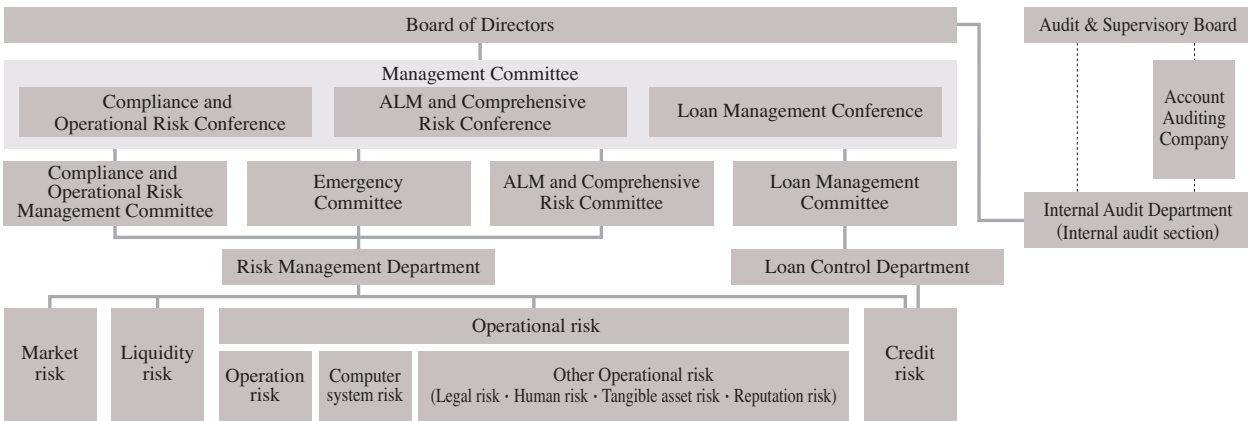 Board of Directors
Audit & Supervisory Board
Management Committee
Compliance and
Operational Risk Conference
ALM and Comprehensive
Risk Conference
Loan Management Conference
Account
Auditing
Company
Compliance and
Operational Risk
Management Committee
Emergency
Committee
ALM and Comprehensive
Risk Committee
Loan Management
Committee
Internal Audit Department
(Internal audit section)
Risk Management Department
Loan Control Department
Market
risk
Liquidity
risk
Operational risk
Operation
risk
Computer
system risk
Other Operational risk
(Legal risk・Human risk・Tangible asset risk・Reputation risk)
Credit
risk